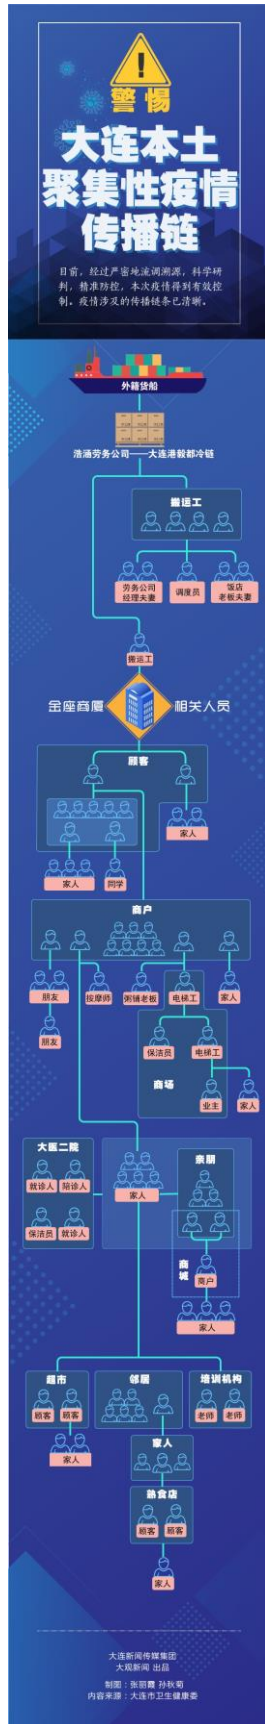 警惕
大连本土
聚集性疫情
传播链
目前，经过严密地流调溯源，科学研
判，精准防控，本次疫情得到有效控
制。疫情涉及的传播链条已清晰。
外籍货船
浩涵劳务公司——大连港毅都冷链
搬运工
劳务公司
经理夫妻
调度员
饭店
老板夫妻
搬运工
金座商厦
相关人员
顾客
家人
家人
同学
商户
朋友
按摩师
粥铺老板
电梯工
家人
朋友
保洁员
电梯工
商场
业主
家人
大医二院
就诊人
陪诊人
保洁员
就诊人
家人
亲朋
商城
商户
家人
超市
顾客
顾客
家人
邻居
培训机构
老师
老师
家人
熟食店
顾客
顾客
家人
大连新闻传媒集团
大观新闻 出品
制图：张丽霞 孙秋菊
内容来源：大连市卫生健康委